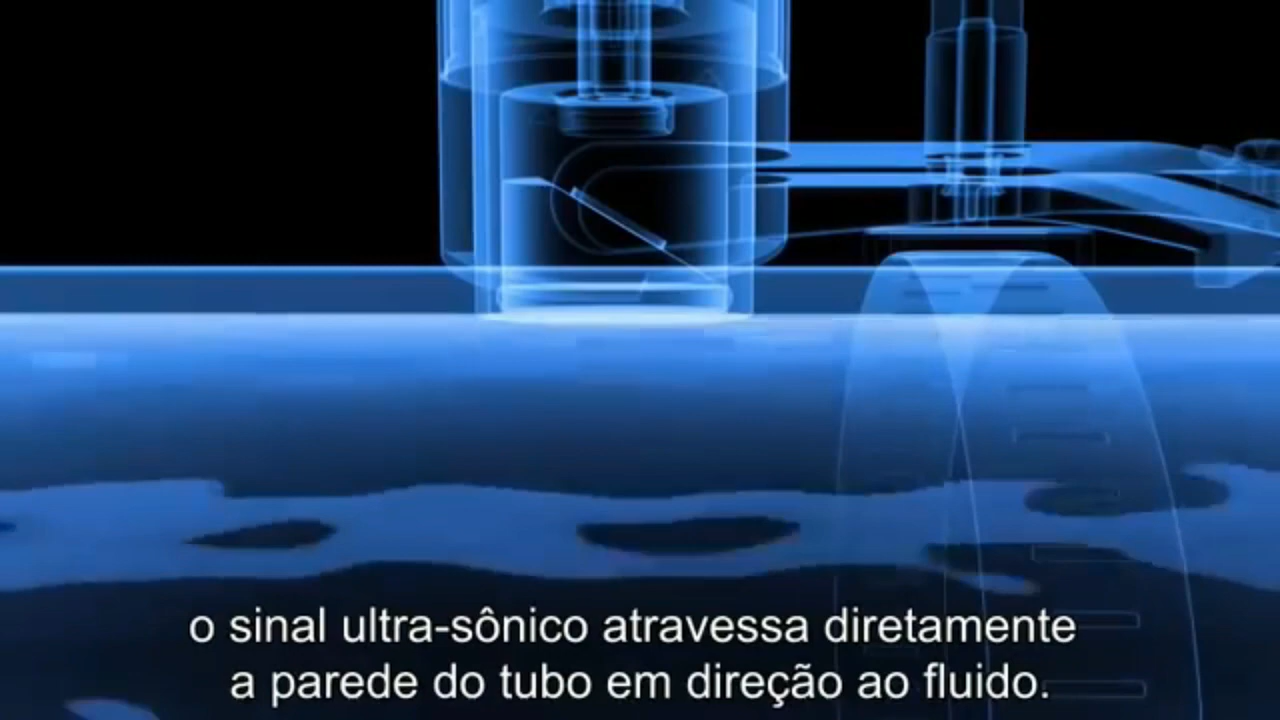 o sinal ultra-sônico atravessa diretamente
a parede do tubo em direção ao fluido.